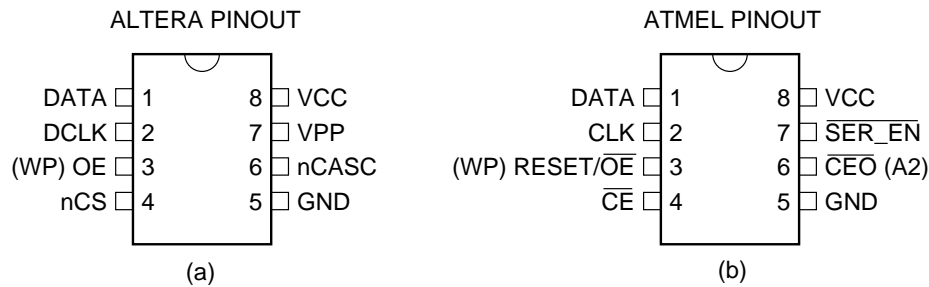 ALTERA PINOUT ATMEL PINOUT
DATA 1 8 VCC DATA 1 8 VCC
DCLK 2 7 VPP CLK 2 7 SER_EN
(WP) OE 3 6 nCASC (WP) RESET/OE 3 6 CEO (A2)
nCS 4 5 GND CE 4 5 GND
(a) (b)